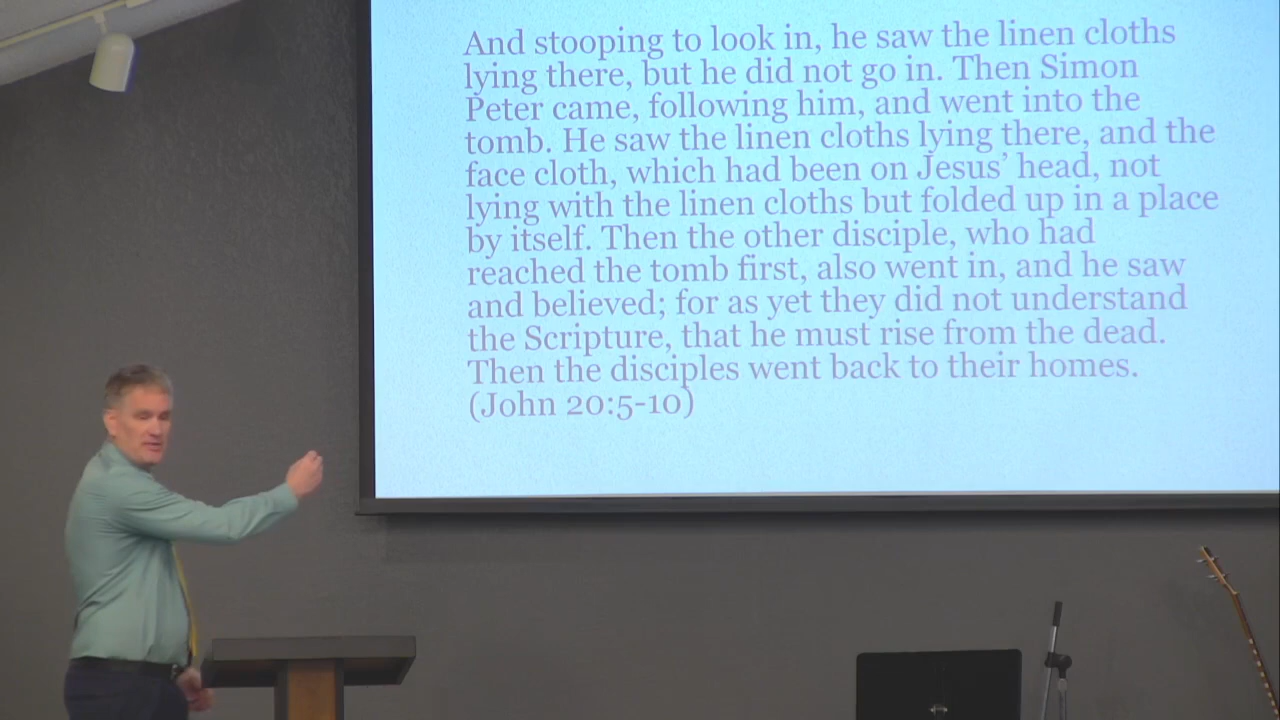 And stooping to look in, he saw the linen cloths
lying there, but he did not go in. Then Simon
Peter came, following him, and went into the
tomb. He saw the linen cloths lying there, and the
face cloth, which had been on Jesus’ head, not
lying with the linen cloths but folded up in a place
by itself. Then the other disciple, who had
reached the tomb first, also went in, and he saw
and believed; for as yet they did not understand
the Scripture, that he must rise from the dead.
Then the disciples went back to their homes.
(John 20:5-10)